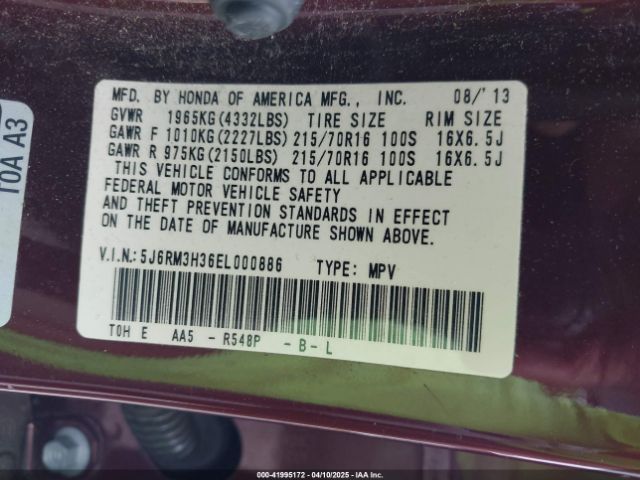 MFD. BY HONDA OF AMERICA MFG., INC. 08/'13
GVWR 1965KG(4332LBS) TIRE SIZE RIM SIZE
GAWR F 1010KG(2227LBS) 215/70R16 100S 16X6.5J
GAWR R 975KG(2150LBS) 215/70R16 100S 16X6.5J
THIS VEHICLE CONFORMS TO ALL APPLICABLE
FEDERAL MOTOR VEHICLE SAFETY
AND THEFT PREVENTION STANDARDS IN EFFECT
ON THE DATE OF MANUFACTURE SHOWN ABOVE.
V.I.N.:5J6RM3H36EL000886 TYPE: MPV
T0H E AA5 - R548P - B - L
T0A A3
000-41995172 - 04/10/2025 - IAA Inc.